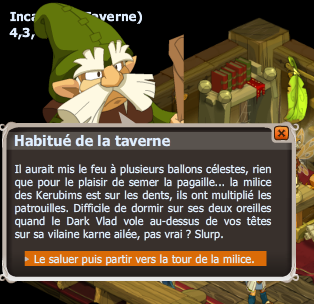 Inca Taverne)
4,3,
Habitué de la taverne
Il aurait mis le feu à plusieurs ballons célestes, rien
que pour le plaisir de semer la pagaille... la milice
des Kerubims est sur les dents, ils ont multiplié les
patrouilles. Difficile de dormir sur ses deux oreilles
quand le Dark Vlad vole au-dessus de vos têtes
sur sa vilaine karne ailée, pas vrai ? Slurp.
Le saluer puis partir vers la tour de la milice.